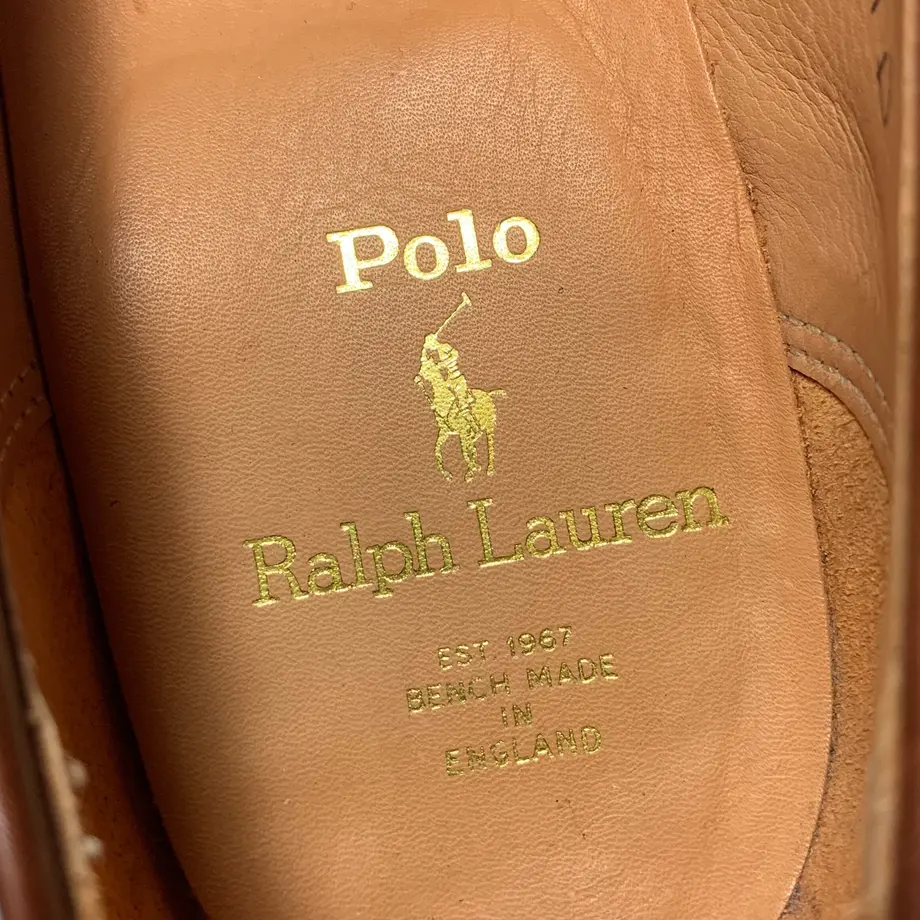 Polo
Ralph Lauren
EST. 1967
BENCH MADE
IN
ENGLAND